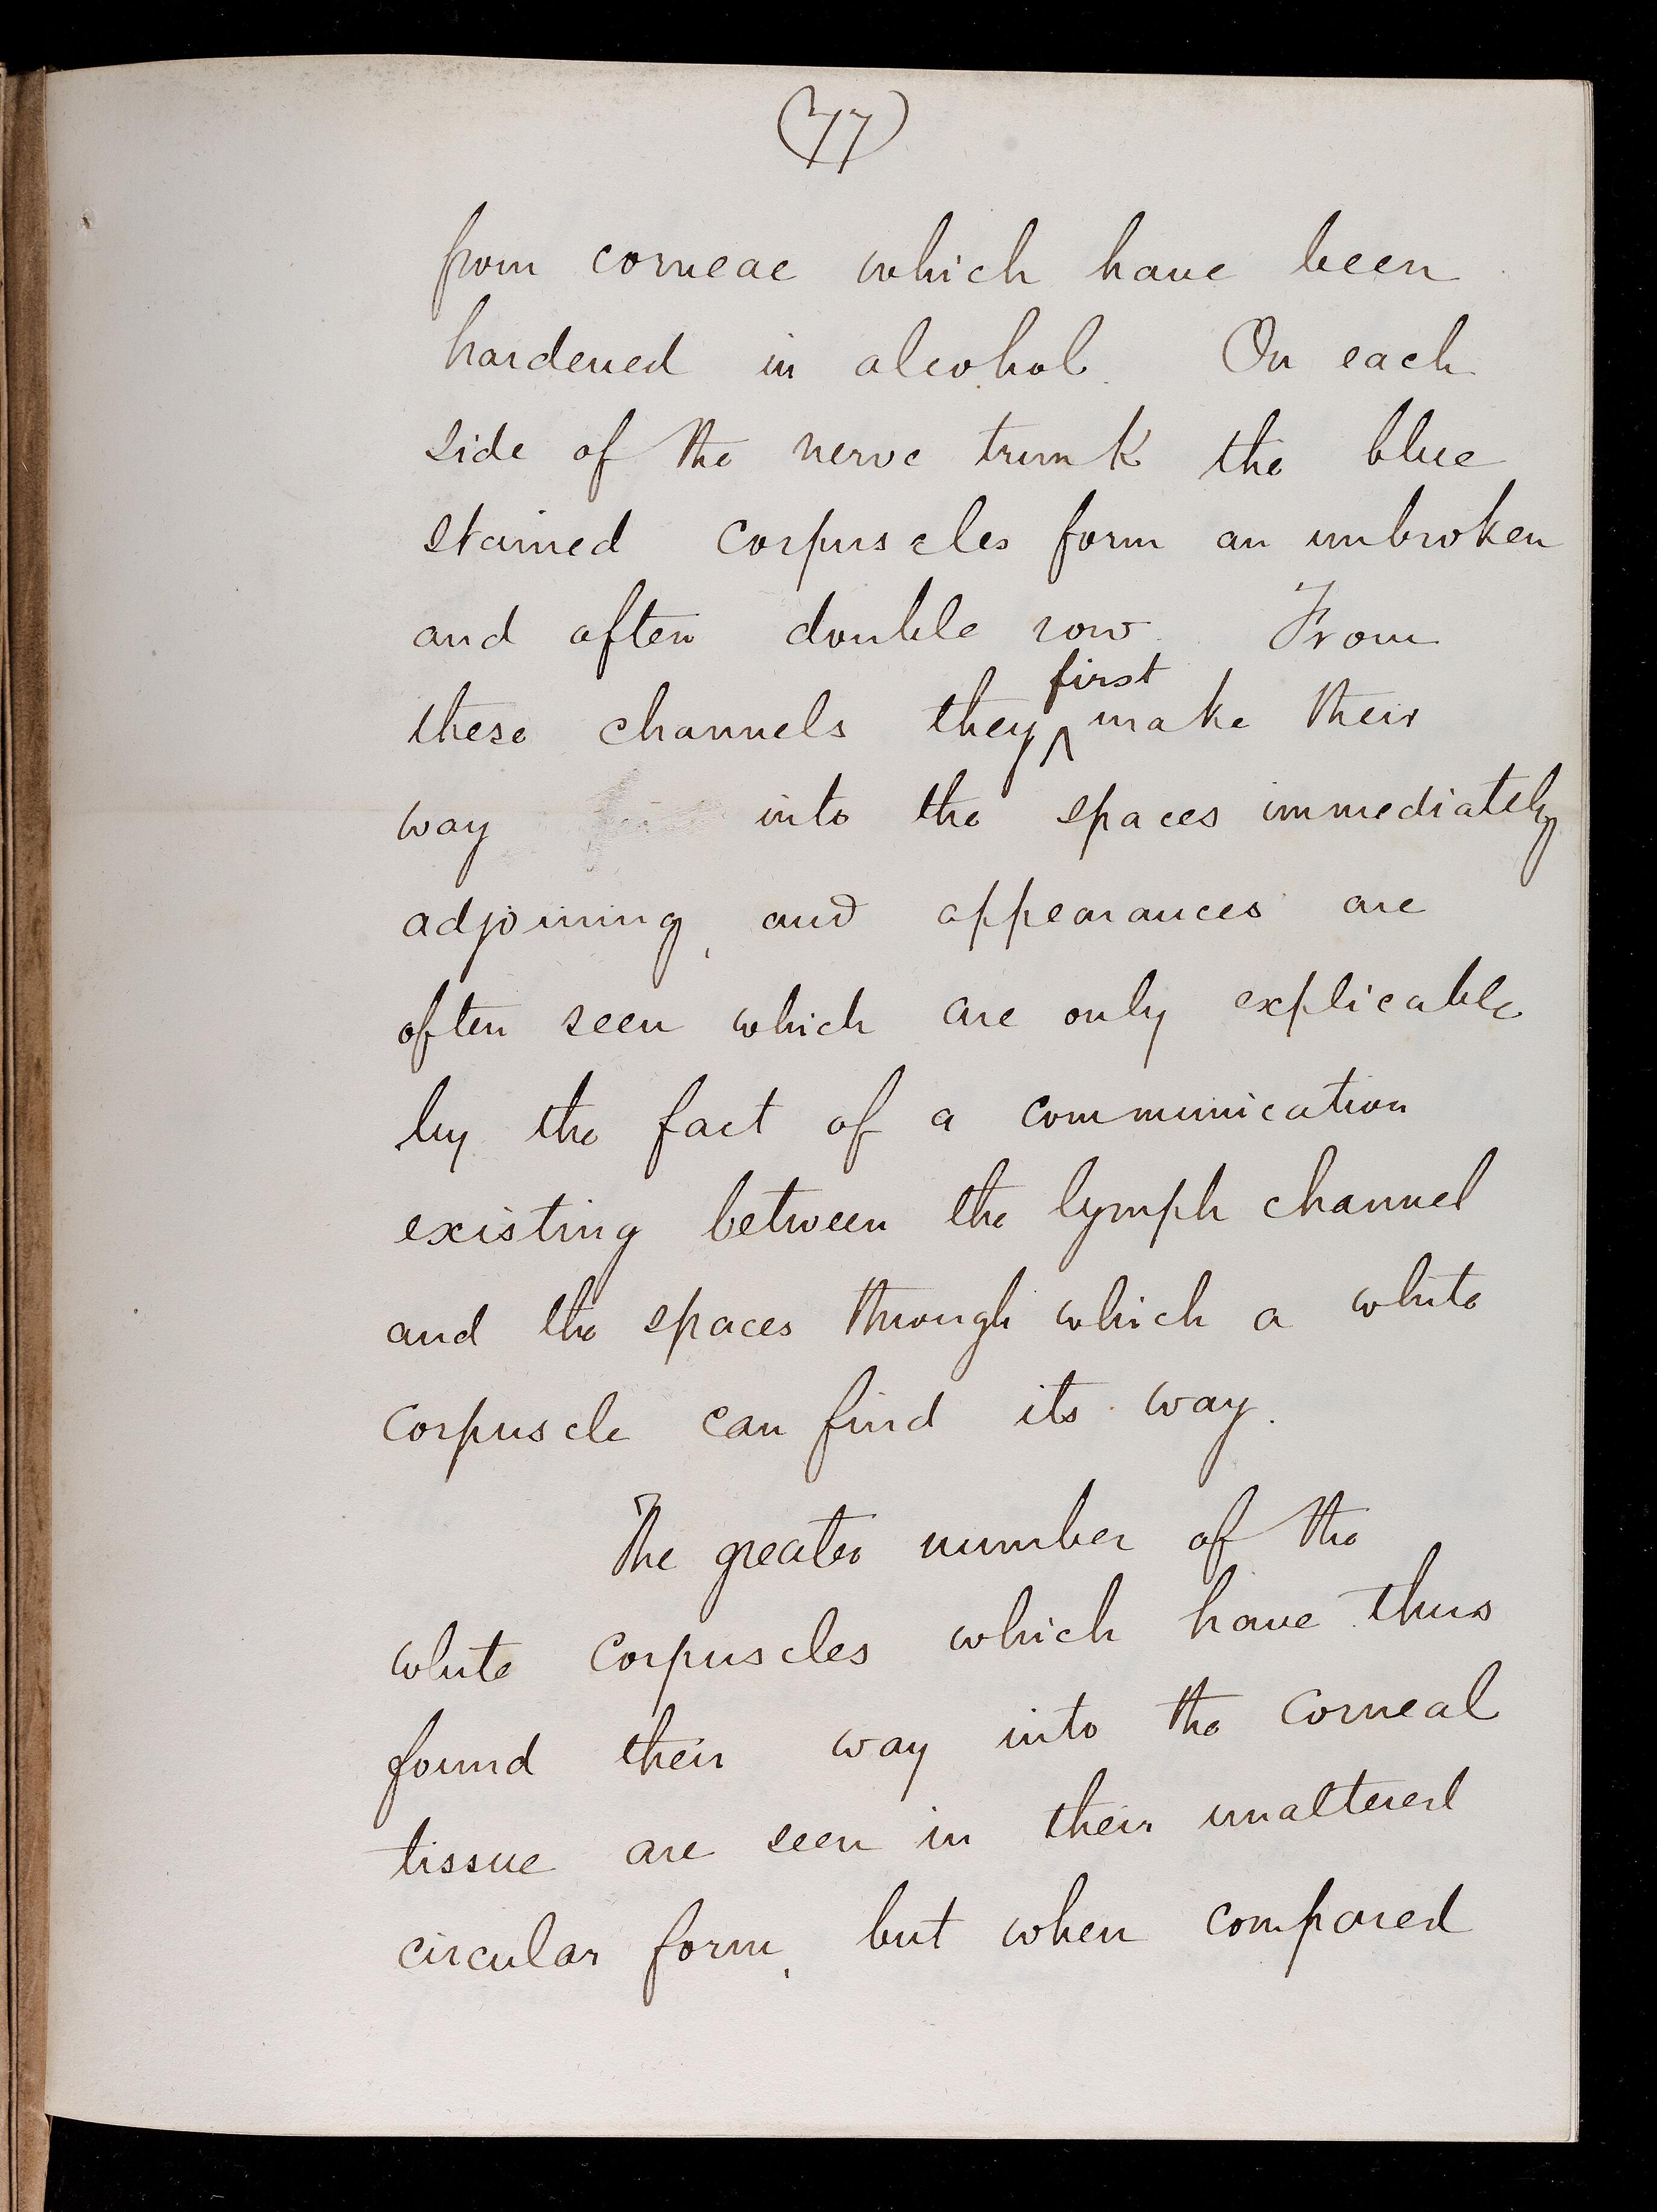 (77)
from corneae which have been
hardened in alcohol. On each
side of the nerve trunk the blue
stained corpuscles form an unbroken
and often double row. From
first
these channels they ^ make their
way into the spaces immediately
adjoining, and appearances are
often seen which are only explicable
by the fact of a communication
existing between the lymph channel
and the spaces through which a white
corpuscle can find its way.
The greater number of the
white corpuscles which have thus
found their way into the corneal
tissue are seen in their unaltered
circular form, but when compared